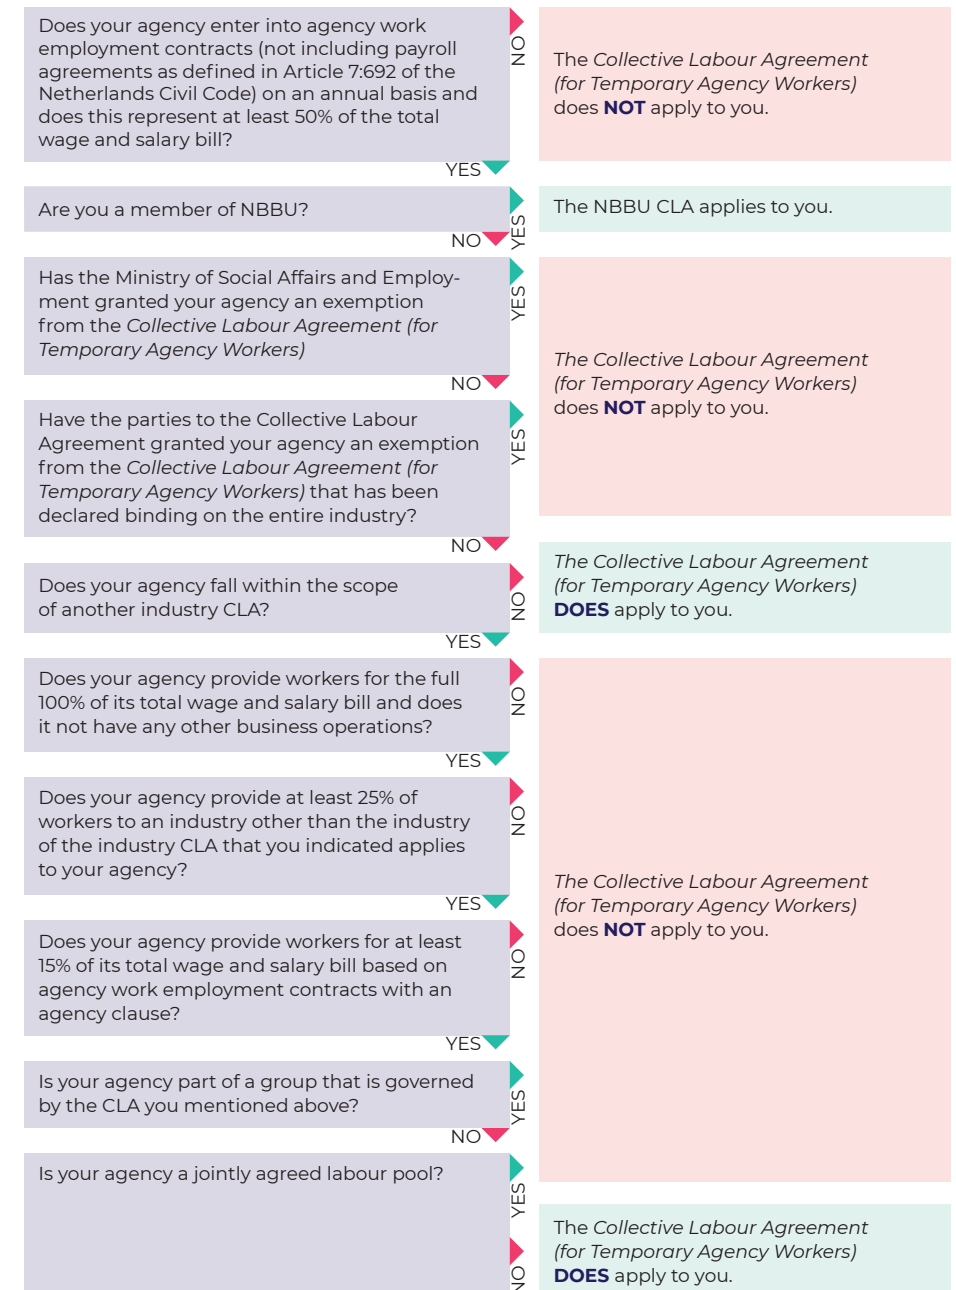 Does your agency enter into agency work
employment contracts (not including payroll
agreements as defined in Article 7:692 of the
Netherlands Civil Code) on an annual basis and
does this represent at least 50% of the total
wage and salary bill?
NO
The Collective Labour Agreement
(for Temporary Agency Workers)
does NOT apply to you.
YES
Are you a member of NBBU?
YES
The NBBU CLA applies to you.
NO
Has the Ministry of Social Affairs and Employ-
ment granted your agency an exemption
from the Collective Labour Agreement (for
Temporary Agency Workers)
YES
NO
Have the parties to the Collective Labour
Agreement granted your agency an exemption
from the Collective Labour Agreement (for
Temporary Agency Workers) that has been
declared binding on the entire industry?
YES
The Collective Labour Agreement
(for Temporary Agency Workers)
does NOT apply to you.
NO
Does your agency fall within the scope
of another industry CLA?
NO
The Collective Labour Agreement
(for Temporary Agency Workers)
DOES apply to you.
YES
Does your agency provide workers for the full
100% of its total wage and salary bill and does
it not have any other business operations?
NO
YES
Does your agency provide at least 25% of
workers to an industry other than the industry
of the industry CLA that you indicated applies
to your agency?
NO
YES
Does your agency provide workers for at least
15% of its total wage and salary bill based on
agency work employment contracts with an
agency clause?
NO
YES
Is your agency part of a group that is governed
by the CLA you mentioned above?
YES
NO
Is your agency a jointly agreed labour pool?
YES
The Collective Labour Agreement
(for Temporary Agency Workers)
does NOT apply to you.
NO
The Collective Labour Agreement
(for Temporary Agency Workers)
DOES apply to you.